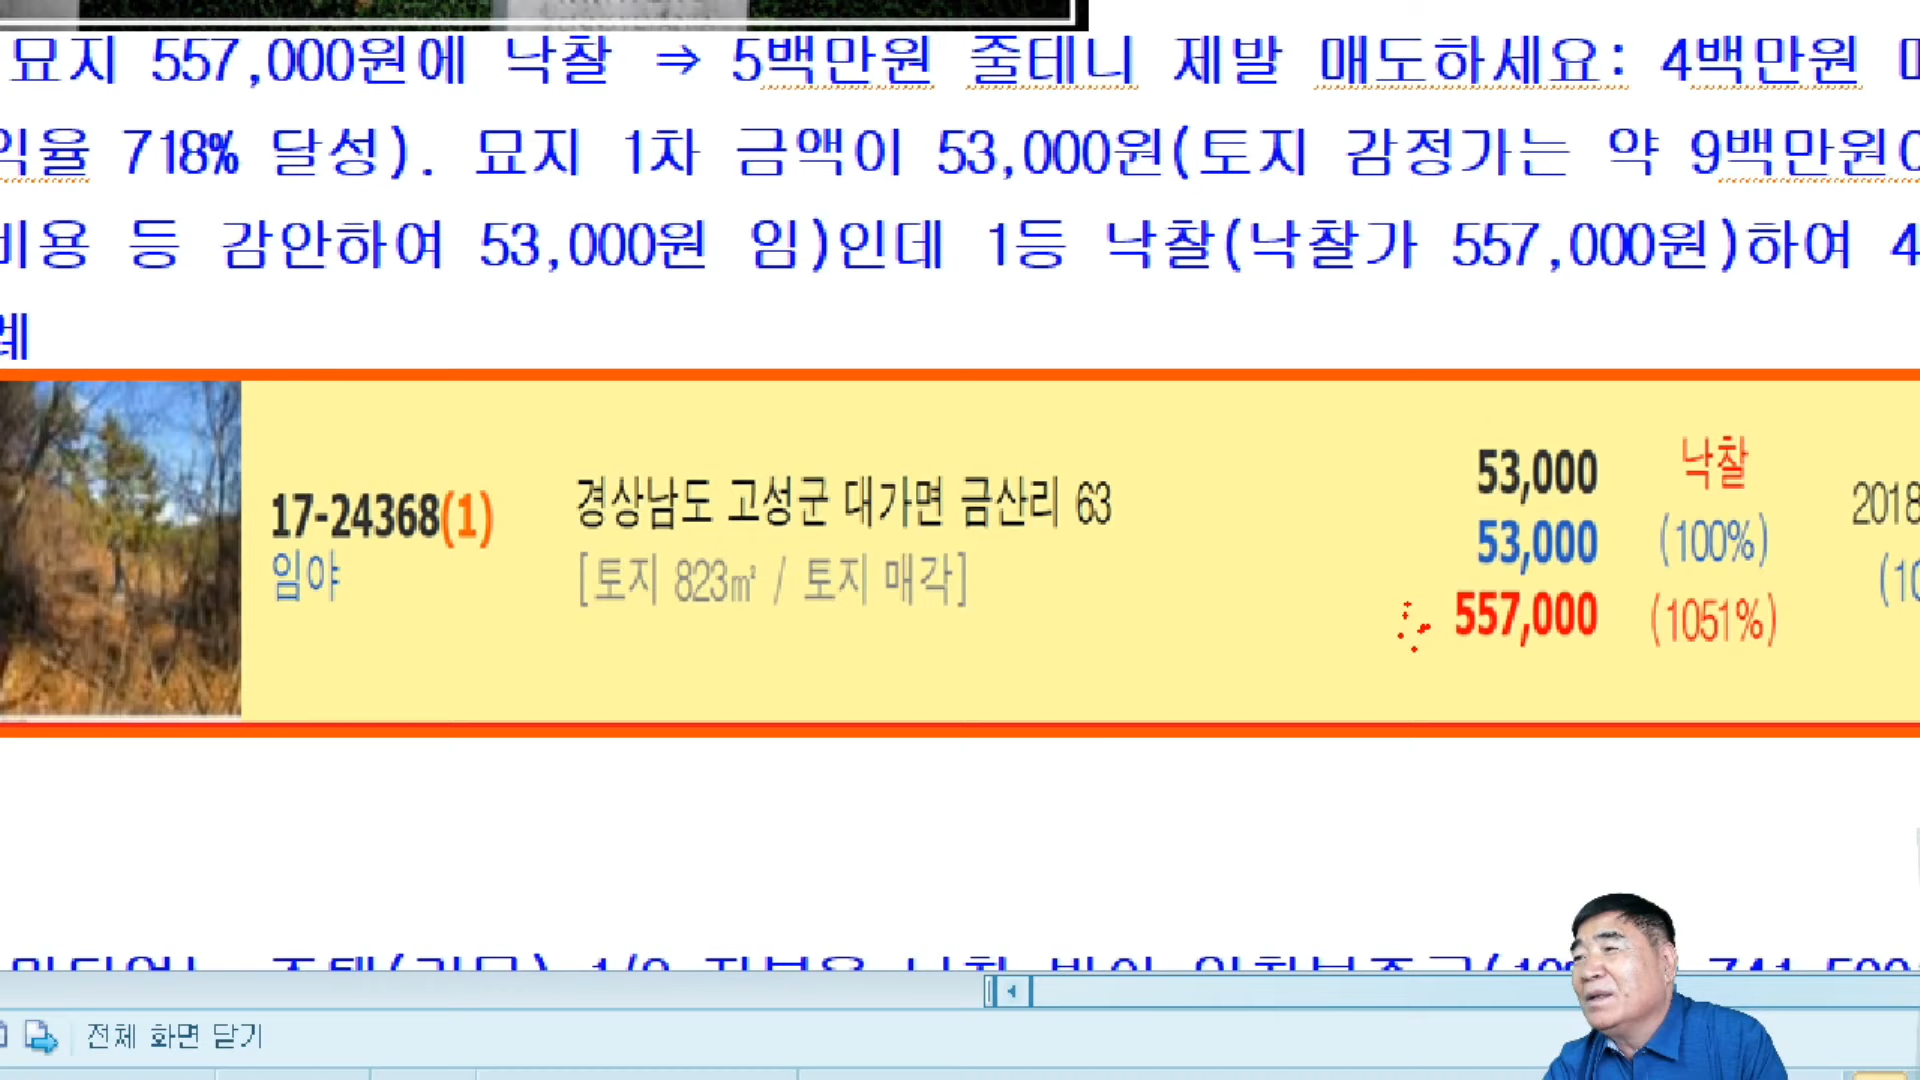 묘지 557,000원에 낙찰 ⇒ 5백만원 줄테니 제발 매도하세요: 4백만원
익율 718% 달성). 묘지 1차 금액이 53,000원(토지 감정가는 약 9백만원이
비용 등 감안하여 53,000원 임)인데 1등 낙찰(낙찰가 557,000원)하여 4
례
17-24368(1)
임야
경상남도 고성군 대가면 금산리 63
[토지 823㎡ / 토지 매각]
53,000
53,000
557,000
낙찰
(100%)
(1051%)
2018
(10
전체 화면 닫기